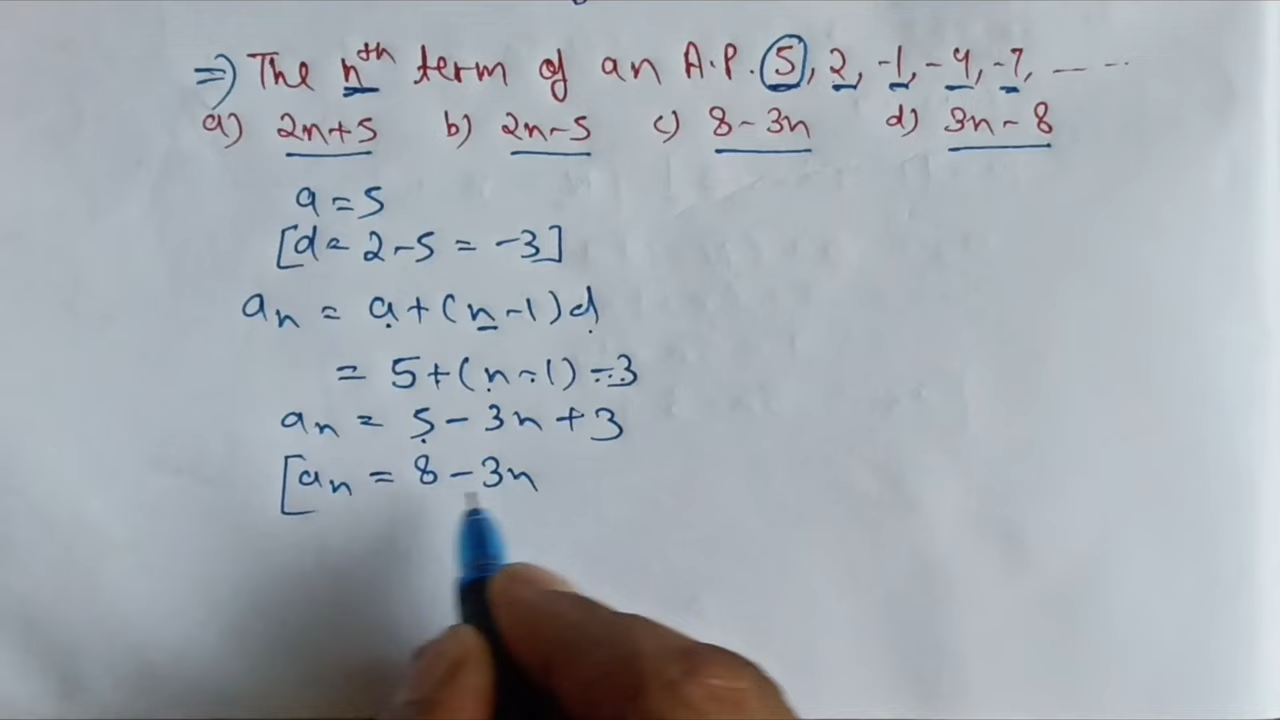 ⇒) The nth term of an A.P. 5, 2, -1, -4, -7, — - -
a) 2n+5 b) 2n-5 c) 8-3n d) 3n-8
a = 5
[d = 2-5 = -3]
an = a+(n-1)d
= 5+(n-1)-3
an = 5-3n+3
[an = 8-3n